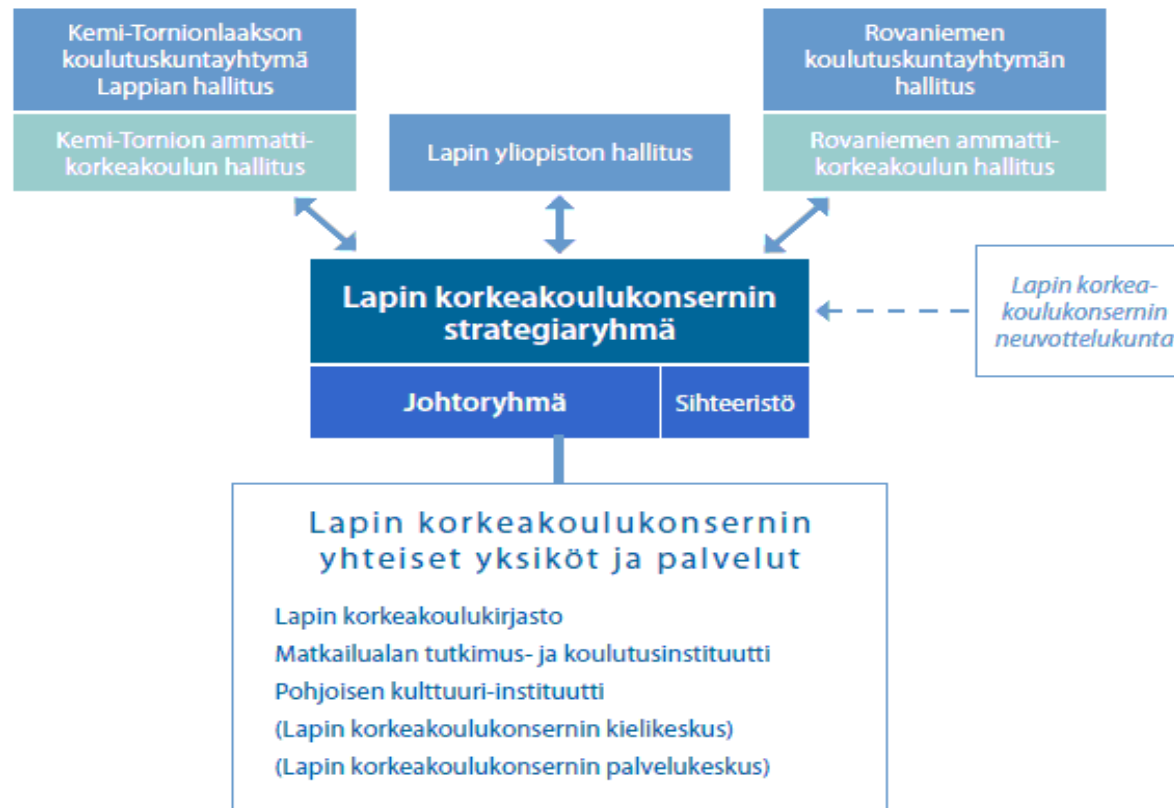 Kemi-Tornionlaakson
koulutuskuntayhtymä
Lappian hallitus
Kemi-Tornion ammatti-
korkeakoulun hallitus
Lapin yliopiston hallitus
Rovaniemen
koulutuskuntayhtymän
hallitus
Rovaniemen ammatti-
korkeakoulun hallitus
Lapin korkeakoulukonsernin
strategiaryhmä
Johtoryhmä
Sihteeristö
Lapin korkea-
koulukonsernin
neuvottelukunta
Lapin korkeakoulukonsernin
yhteiset yksiköt ja palvelut
Lapin korkeakoulukirjasto
Matkailualan tutkimus- ja koulutusinstituutti
Pohjoisen kulttuuri-instituutti
(Lapin korkeakoulukonsernin kielikeskus)
(Lapin korkeakoulukonsernin palvelukeskus)